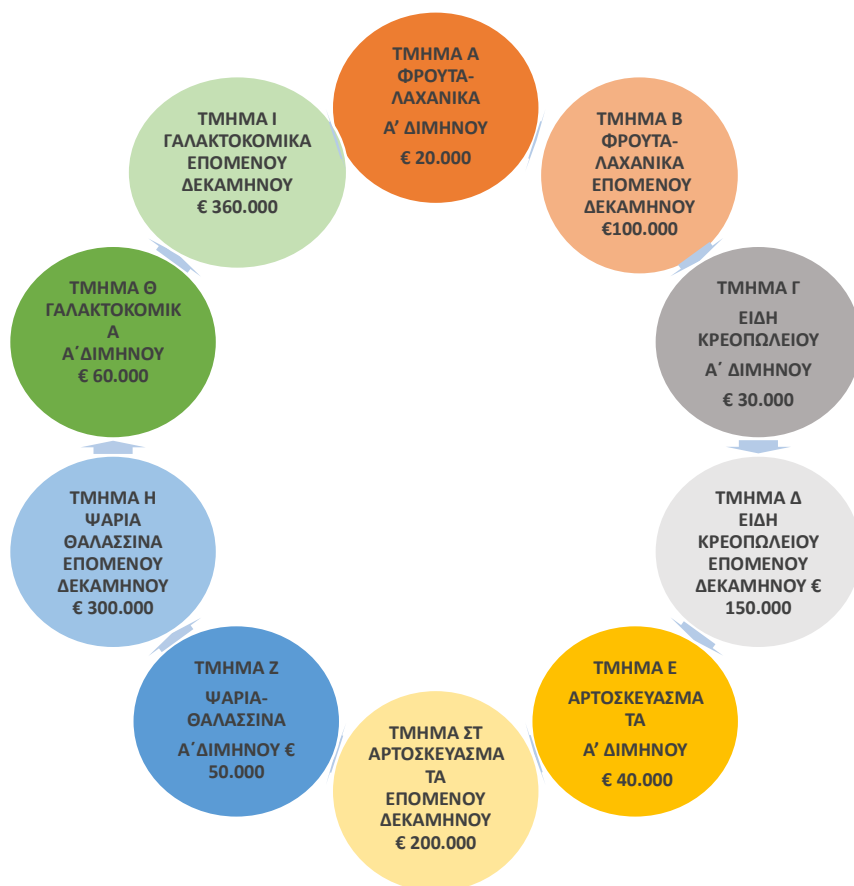 ΤΜΗΜΑ Α
ΦΡΟΥΤΑ-
ΛΑΧΑΝΙΚΑ
Α’ ΔΙΜΗΝΟΥ
€ 20.000
ΤΜΗΜΑ Β
ΦΡΟΥΤΑ-
ΛΑΧΑΝΙΚΑ
ΕΠΟΜΕΝΟΥ
ΔΕΚΑΜΗΝΟΥ
€100.000
ΤΜΗΜΑ Γ
ΕΙΔΗ
ΚΡΕΟΠΩΛΕΙΟΥ
Α΄ ΔΙΜΗΝΟΥ
€ 30.000
ΤΜΗΜΑ Δ
ΕΙΔΗ
ΚΡΕΟΠΩΛΕΙΟΥ
ΕΠΟΜΕΝΟΥ
ΔΕΚΑΜΗΝΟΥ €
150.000
ΤΜΗΜΑ Ε
ΑΡΤΟΣΚΕΥΑΣΜΑ
ΤΑ
Α’ ΔΙΜΗΝΟΥ
€ 40.000
ΤΜΗΜΑ ΣΤ
ΑΡΤΟΣΚΕΥΑΣΜΑ
ΤΑ
ΕΠΟΜΕΝΟΥ
ΔΕΚΑΜΗΝΟΥ
€ 200.000
ΤΜΗΜΑ Ζ
ΨΑΡΙΑ-
ΘΑΛΑΣΣΙΝΑ
Α΄ΔΙΜΗΝΟΥ €
50.000
ΤΜΗΜΑ Η
ΨΑΡΙΑ
ΘΑΛΑΣΣΙΝΑ
ΕΠΟΜΕΝΟΥ
ΔΕΚΑΜΗΝΟΥ
€ 300.000
ΤΜΗΜΑ Θ
ΓΑΛΑΚΤΟΚΟΜΙΚ
Α
Α΄ΔΙΜΗΝΟΥ
€ 60.000
ΤΜΗΜΑ Ι
ΓΑΛΑΚΤΟΚΟΜΙΚΑ
ΕΠΟΜΕΝΟΥ
ΔΕΚΑΜΗΝΟΥ
€ 360.000